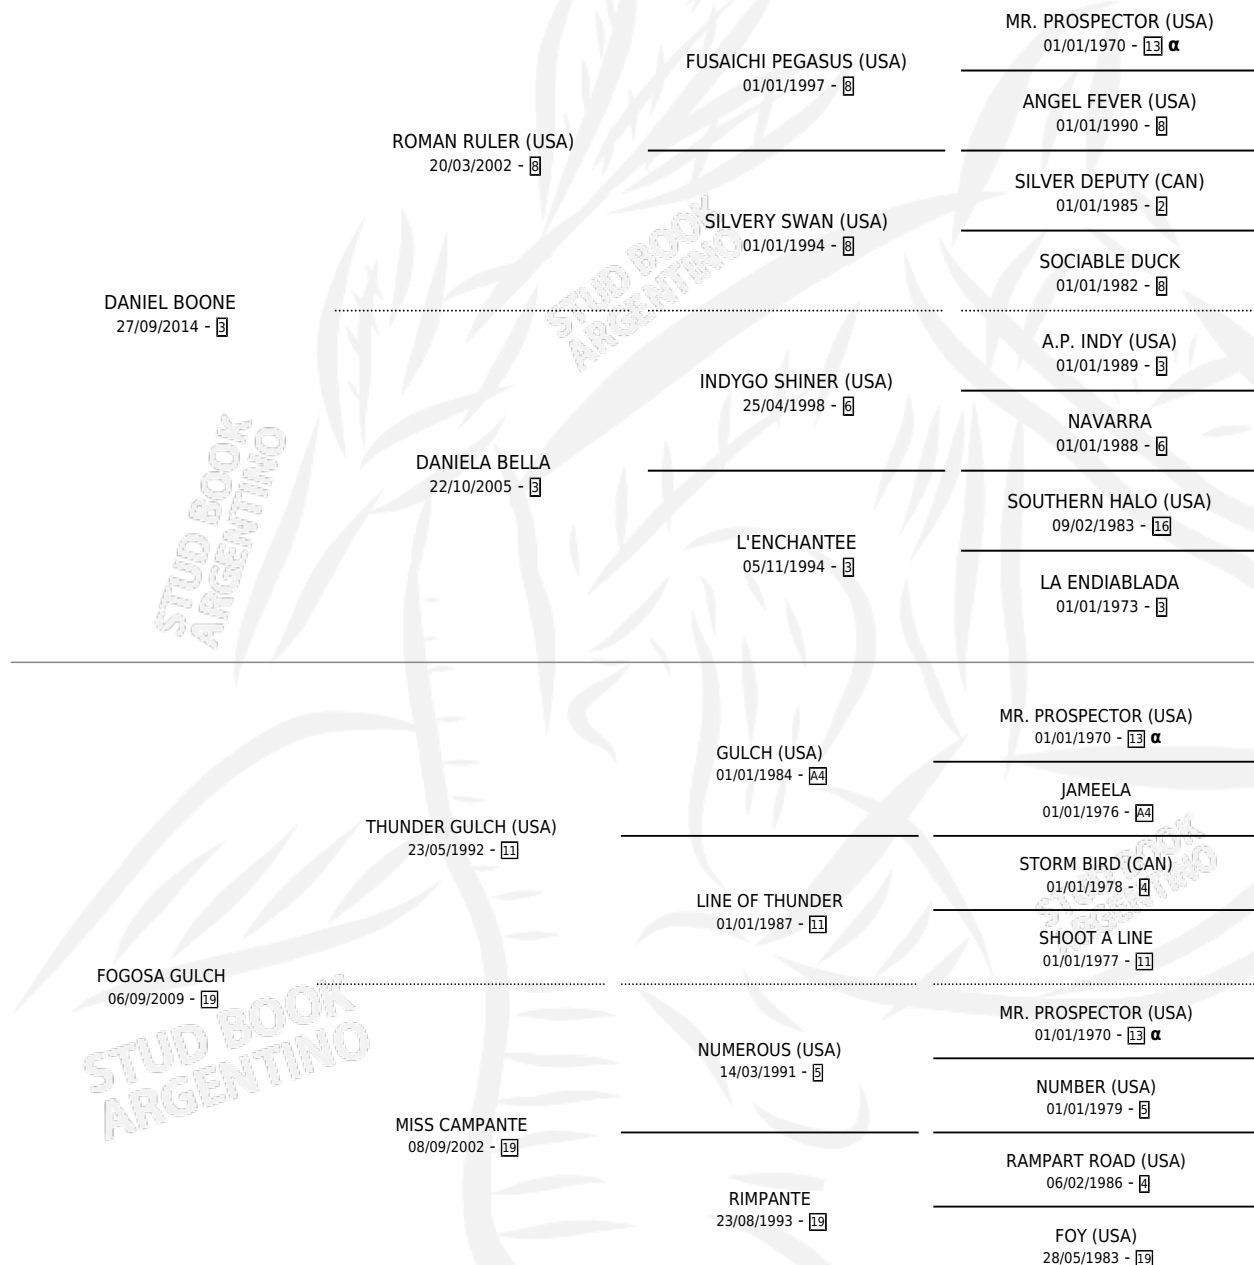 MR. PROSPECTOR (USA)
01/01/1970 - 13 α
FUSAICHI PEGASUS (USA)
01/01/1997 - 8
ANGEL FEVER (USA)
01/01/1990 - 8
ROMAN RULER (USA)
20/03/2002 - 8
SILVER DEPUTY (CAN)
01/01/1985 - 2
SILVERY SWAN (USA)
01/01/1994 - 8
SOCIABLE DUCK
01/01/1982 - 8
DANIEL BOONE
27/09/2014 - 3
A.P. INDY (USA)
01/01/1989 - 3
INDYGO SHINER (USA)
25/04/1998 - 6
NAVARRA
01/01/1988 - 6
DANIELA BELLA
22/10/2005 - 3
SOUTHERN HALO (USA)
09/02/1983 - 16
L'ENCHANTEE
05/11/1994 - 3
LA ENDIABLADA
01/01/1973 - 3
STUD BOOK
ARGENTINO
STUD BOOK
ARGENTINO
MR. PROSPECTOR (USA)
01/01/1970 - 13 α
GULCH (USA)
01/01/1984 - A4
JAMEELA
01/01/1976 - A4
THUNDER GULCH (USA)
23/05/1992 - 11
STORM BIRD (CAN)
01/01/1978 - 4
LINE OF THUNDER
01/01/1987 - 11
SHOOT A LINE
01/01/1977 - 11
FOGOSA GULCH
06/09/2009 - 19
MR. PROSPECTOR (USA)
01/01/1970 - 13 α
NUMEROUS (USA)
14/03/1991 - 5
NUMBER (USA)
01/01/1979 - 5
MISS CAMPANTE
08/09/2002 - 19
RAMPART ROAD (USA)
06/02/1986 - 4
RIMPANTE
23/08/1993 - 19
FOY (USA)
28/05/1983 - 19
STUD BOOK
ARGENTINO
STUD BOOK
ARGENTINO